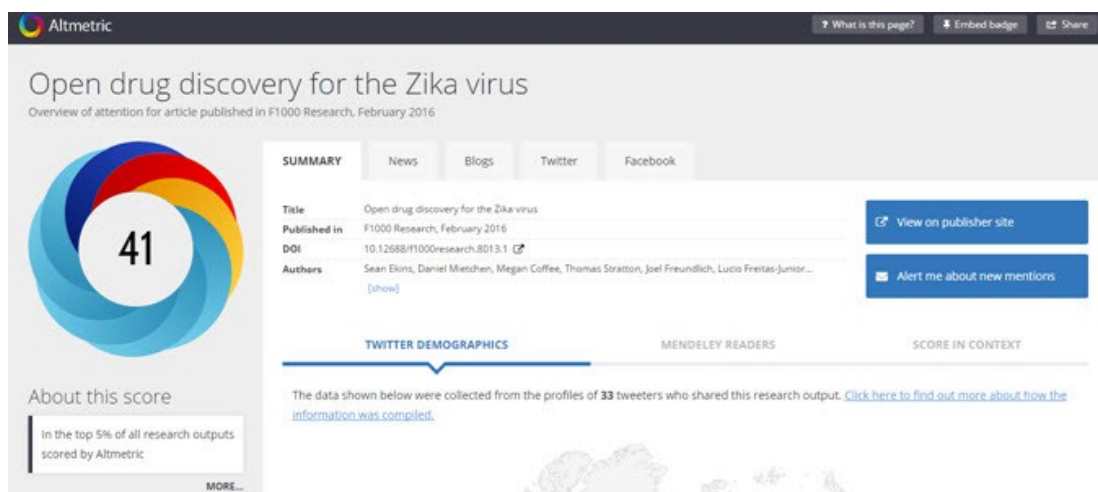 Altmetric
? What is this page?
Embed badge
Share
Open drug discovery for the Zika virus
Overview of attention for article published in F1000 Research, February 2016
41
SUMMARY
News
Blogs
Twitter
Facebook
Title Open drug discovery for the Zika virus
Published in F1000 Research, February 2016
DOI 10.12688/f1000research.8013.1
Authors Sean Ekins, Daniel Mietchen, Megan Coffee, Thomas Stratton, Joel Freundlich, Lucio Freitas-Junior...
[show]
View on publisher site
Alert me about new mentions
TWITTER DEMOGRAPHICS
MENDELEY READERS
SCORE IN CONTEXT
The data shown below were collected from the profiles of 33 tweeters who shared this research output. Click here to find out more about how the
information was compiled.
About this score
In the top 5% of all research outputs
scored by Altmetric
MORE...